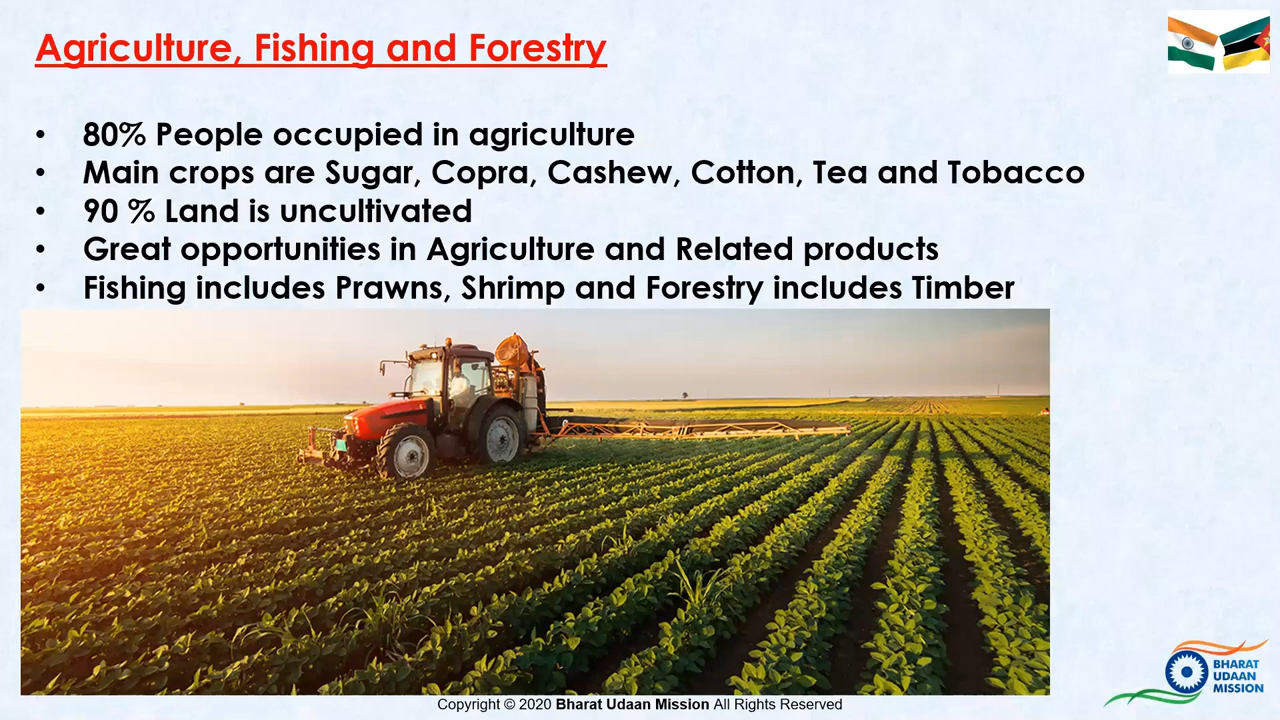 Agriculture, Fishing and Forestry
• 80% People occupied in agriculture
• Main crops are Sugar, Copra, Cashew, Cotton, Tea and Tobacco
• 90 % Land is uncultivated
• Great opportunities in Agriculture and Related products
• Fishing includes Prawns, Shrimp and Forestry includes Timber
BHARAT
UDAAN
MISSION
Copyright © 2020 Bharat Udaan Mission All Rights Reserved